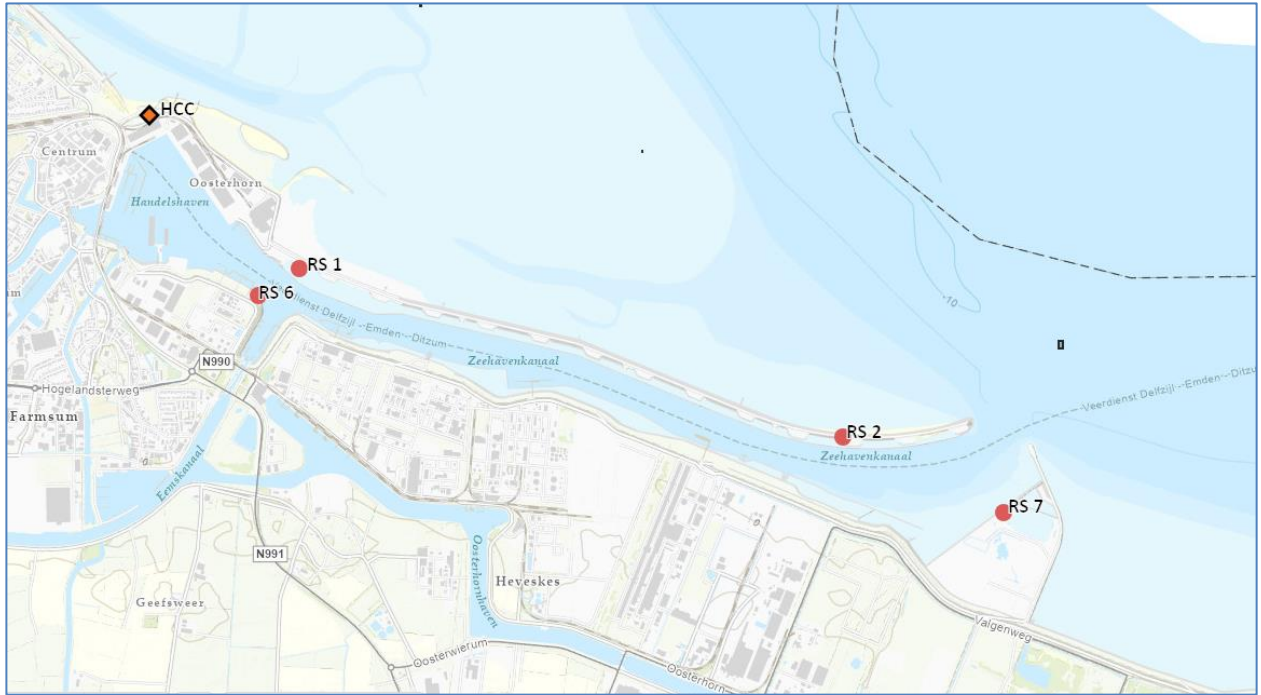 HCC
Centrum
Oosterhorn
Handelshaven
RS 1
RS 6
Veerdienst Delfzijl - Emden - Ditzum
-10
N990
Zeehavenkanaal
Hogelandsterweg
Veerdienst Delfzijl - Emden - Ditzu
Farmsum
RS 2
Zeehavenkanaal
Eemskanaal
RS 7
N991
Oosterhornhaven
Heveskes
Geefsweer
Valgenweg
Oosterwierum
Oosterhorn